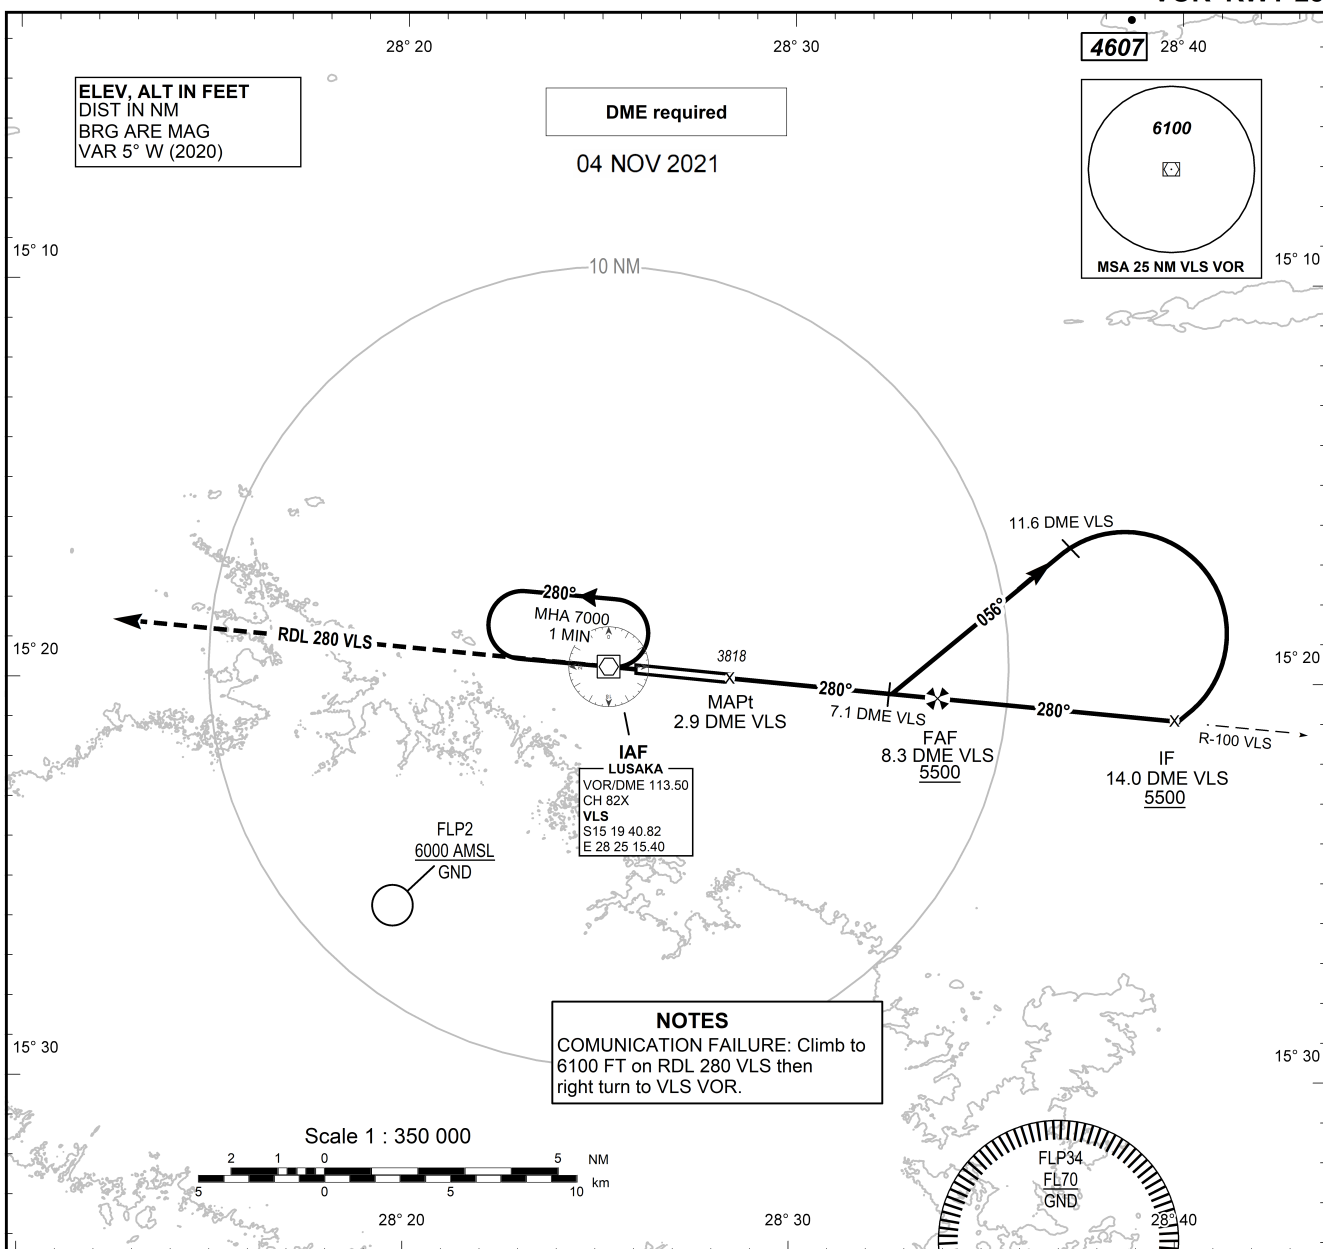 28° 20
28° 30
28° 40
4607
ELEV, ALT IN FEET
DIST IN NM
BRG ARE MAG
VAR 5° W (2020)
DME required
04 NOV 2021
6100
MSA 25 NM VLS VOR
15° 10
15° 10
10 NM
11.6 DME VLS
056°
280°
MHA 7000
1 MIN
RDL 280 VLS
15° 20
15° 20
3818
MAPt
2.9 DME VLS
280°
7.1 DME VLS
FAF
8.3 DME VLS
5500
280°
R-100 VLS
IF
14.0 DME VLS
5500
IAF
LUSAKA
VOR/DME 113.50
CH 82X
VLS
S15 19 40.82
E 28 25 15.40
FLP2
6000 AMSL
GND
NOTES
COMUNICATION FAILURE: Climb to
6100 FT on RDL 280 VLS then
right turn to VLS VOR.
15° 30
15° 30
Scale 1 : 350 000
2 1 0 5 NM
5 0 5 10 km
FLP34
FL70
GND
28° 20
28° 30
28° 40